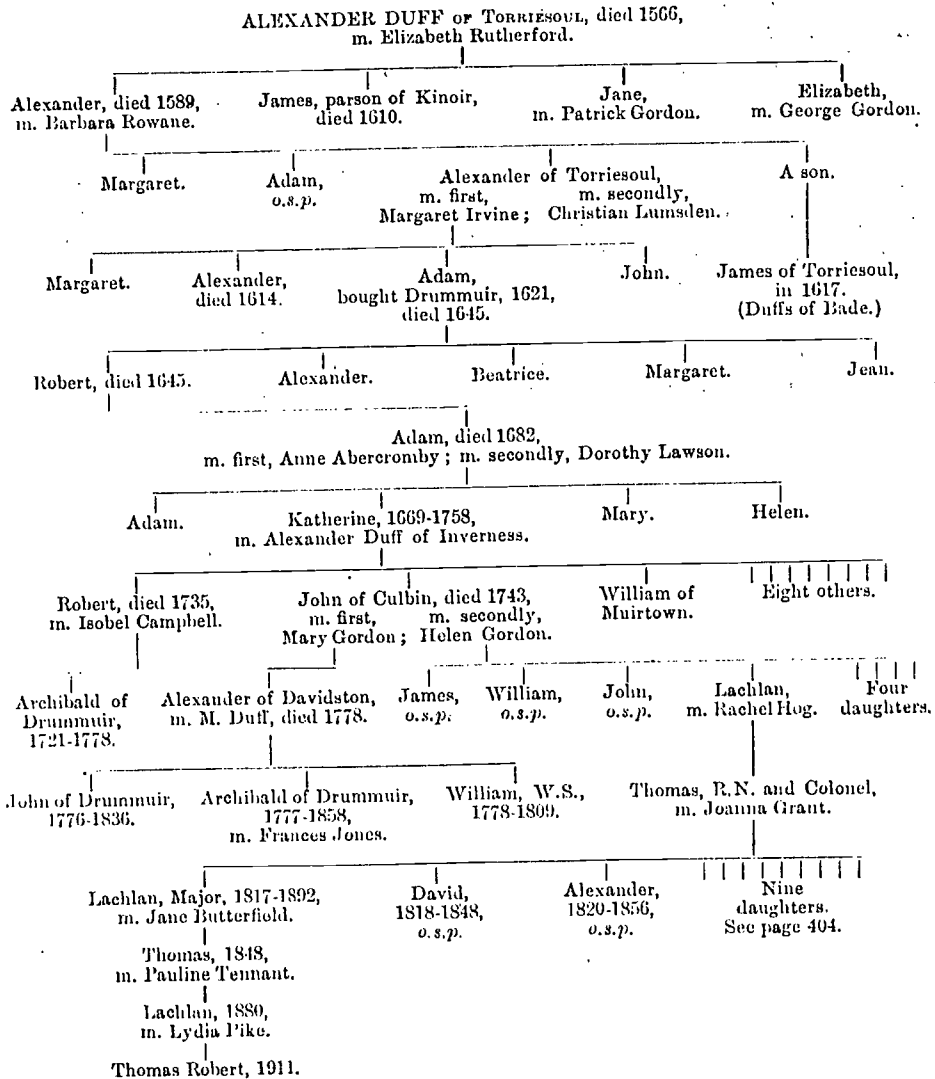 ALEXANDER DUFF OF TORRIESOUL, died 1566,
m. Elizabeth Rutherford.
Alexander, died 1589,
m. Barbara Rowane.
James, parson of Kinoir,
died 1610.
Jane,
m. Patrick Gordon.
Elizabeth,
m. George Gordon.
Margaret.
Adam,
o.s.p.
Alexander of Torriesoul,
m. first, m. secondly,
Margaret Irvine; Christian Lumsden.
A son.
Margaret.
Alexander,
died 1614.
Adam,
bought Drummuir, 1621,
died 1645.
John.
James of Torriesoul,
in 1617.
(Duffs of Bade.)
Robert, died 1645.
Alexander.
Beatrice.
Margaret.
Jean.
Adam, died 1682,
m. first, Anne Abercromby; m. secondly, Dorothy Lawson.
Adam.
Katherine, 1669-1758,
m. Alexander Duff of Inverness.
Mary.
Helen.
Robert, died 1735,
m. Isobel Campbell.
John of Culbin, died 1743,
m. first, m. secondly,
Mary Gordon; Helen Gordon.
William of
Muirtown.
Eight others.
Archibald of
Drummuir,
1721-1778.
Alexander of Davidston,
m. M. Duff, died 1778.
James,
o.s.p.
William,
o.s.p.
John,
o.s.p.
Lachlan,
m. Rachel Hog.
Four
daughters.
John of Drummuir,
1776-1836.
Archibald of Drummuir,
1777-1858,
m. Frances Jones.
William, W.S.,
1778-1809.
Thomas, R.N. and Colonel,
m. Joanna Grant.
Lachlan, Major, 1817-1892,
m. Jane Butterfield.
David,
1818-1848,
o.s.p.
Alexander,
1820-1856,
o.s.p.
Nine
daughters.
See page 404.
Thomas, 1848,
m. Pauline Tennant.
Lachlan, 1880,
m. Lydia Pike.
Thomas Robert, 1911.